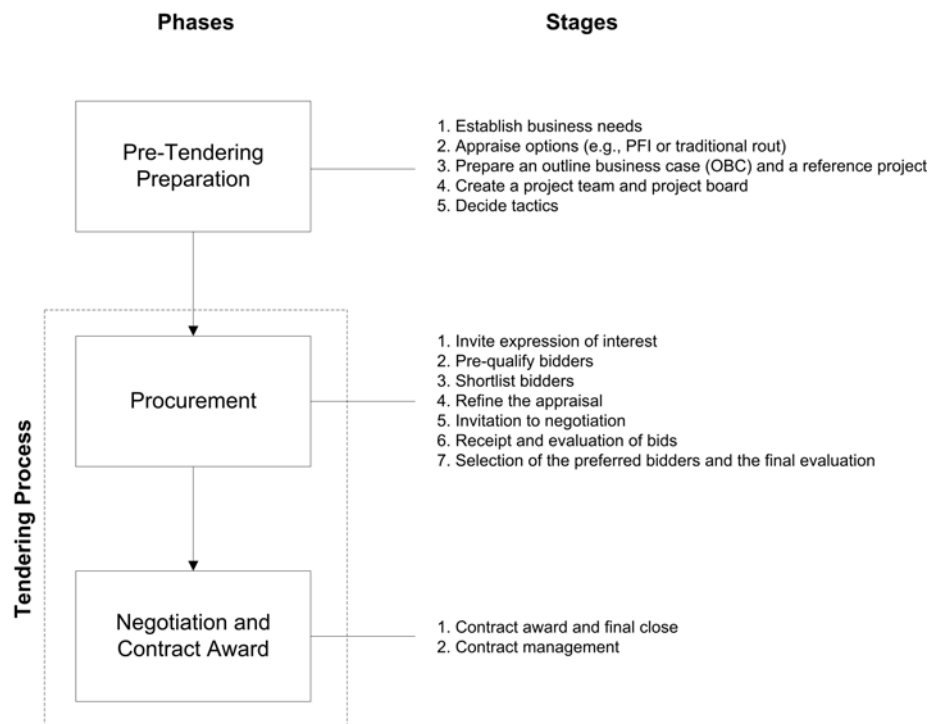 Phases
Stages
Pre-Tendering
Preparation
1. Establish business needs
2. Appraise options (e.g., PFI or traditional rout)
3. Prepare an outline business case (OBC) and a reference project
4. Create a project team and project board
5. Decide tactics
Tendering Process
Procurement
1. Invite expression of interest
2. Pre-qualify bidders
3. Shortlist bidders
4. Refine the appraisal
5. Invitation to negotiation
6. Receipt and evaluation of bids
7. Selection of the preferred bidders and the final evaluation
Negotiation and
Contract Award
1. Contract award and final close
2. Contract management